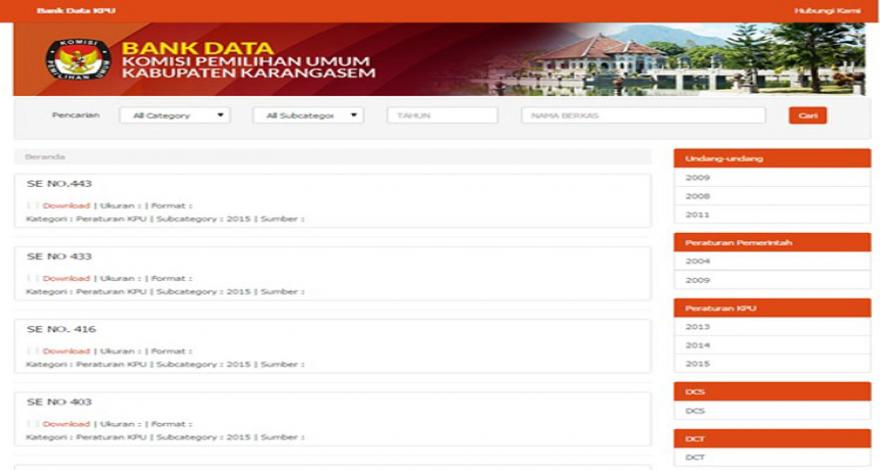 Bank Data KPU
Hubungi Kami
KOMISI
PEMILIHAN UMUM
BANK DATA
KOMISI PEMILIHAN UMUM
KABUPATEN KARANGASEM
Pencarian
All Category
All Subcategor
TAHUN
NAMA BERKAS
Cari
Beranda
SE NO.443
Download | Ukuran : | Format :
Kategori : Peraturan KPU | Subcategory : 2015 | Sumber :
SE NO 433
Download | Ukuran : | Format :
Kategori : Peraturan KPU | Subcategory : 2015 | Sumber :
SE NO. 416
Download | Ukuran : | Format :
Kategori : Peraturan KPU | Subcategory : 2015 | Sumber :
SE NO 403
Download | Ukuran : | Format :
Kategori : Peraturan KPU | Subcategory : 2015 | Sumber :
Undang-undang
2009
2008
2011
Peraturan Pemerintah
2004
2009
Peraturan KPU
2013
2014
2015
DCS
DCS
DCT
DCT